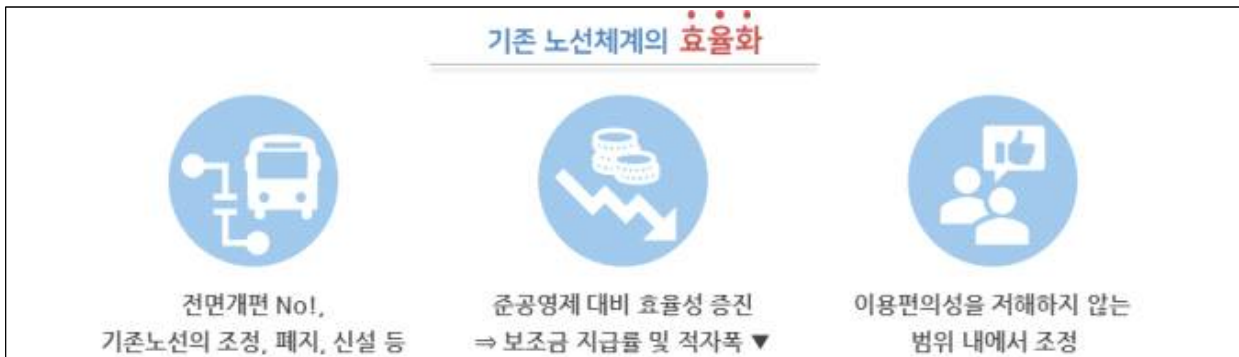 기존 노선체계의 효율화
전면개편 No!,
기존노선의 조정, 폐지, 신설 등
준공영제 대비 효율성 증진
⇒ 보조금 지급률 및 적자폭 ▼
이용편의성을 저해하지 않는
범위 내에서 조정